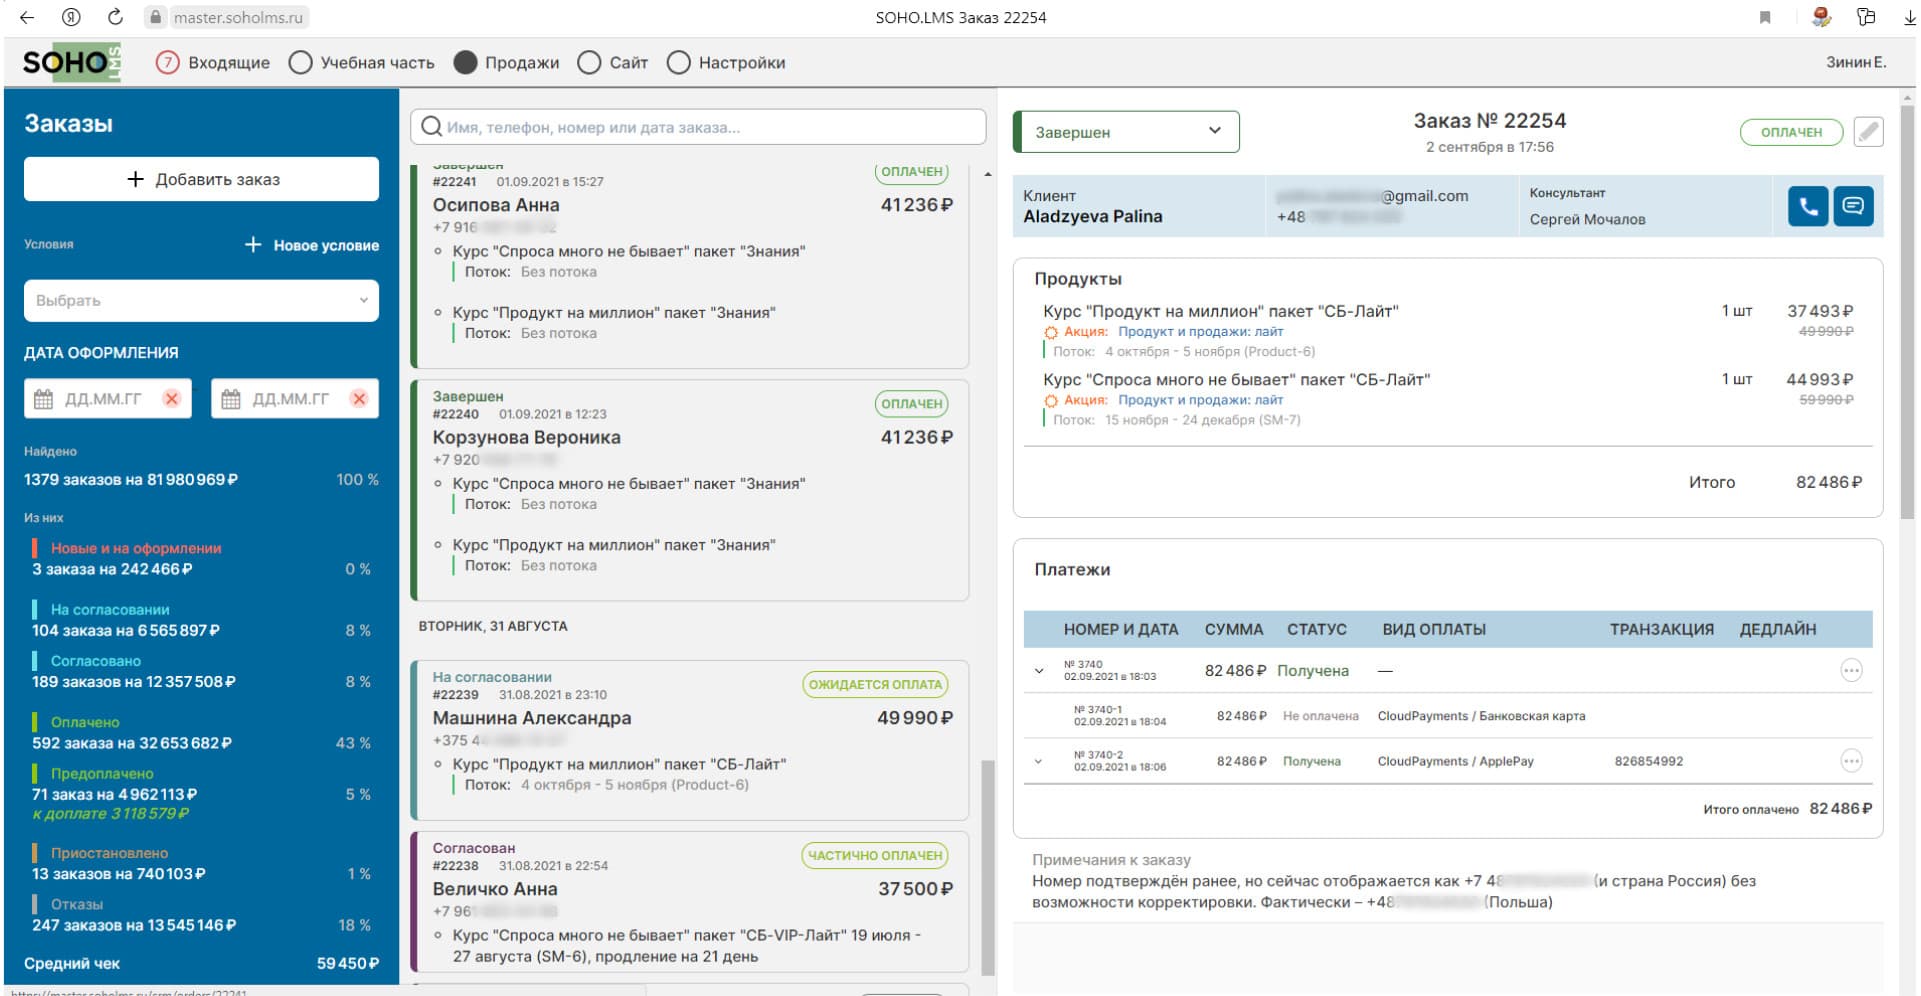 master.soholms.ru
SOHO.LMS Заказ 22254
SOHO LMS
7 Входящие
Учебная часть
Продажи
Сайт
Настройки
Зинин Е.
Заказы
+ Добавить заказ
Условия
+ Новое условие
Выбрать
ДАТА ОФОРМЛЕНИЯ
ДД.ММ.ГГ
ДД.ММ.ГГ
Найдено
1379 заказов на 81 980 969 ₽ 100 %
Из них
Новые и на оформлении
3 заказа на 242 466 ₽ 0 %
На согласовании
104 заказа на 6 565 897 ₽ 8 %
Согласовано
189 заказов на 12 357 508 ₽ 8 %
Оплачено
592 заказа на 32 653 682 ₽ 43 %
Предоплачено
71 заказ на 4 962 113 ₽ 5 %
к доплате 3 118 579 ₽
Приостановлено
13 заказов на 740 103 ₽ 1 %
Отказы
247 заказов на 13 545 146 ₽ 18 %
Средний чек 59 450 ₽
https://master.soholms.ru/crm/orders/22241
Имя, телефон, номер или дата заказа...
Завершен
ОПЛАЧЕН
#22241 01.09.2021 в 15:27
Осипова Анна 41 236 ₽
+7 916
Курс "Спроса много не бывает" пакет "Знания"
Поток: Без потока
Курс "Продукт на миллион" пакет "Знания"
Поток: Без потока
Завершен
ОПЛАЧЕН
#22240 01.09.2021 в 12:23
Корзунова Вероника 41 236 ₽
+7 920
Курс "Спроса много не бывает" пакет "Знания"
Поток: Без потока
Курс "Продукт на миллион" пакет "Знания"
Поток: Без потока
ВТОРНИК, 31 АВГУСТА
На согласовании
ОЖИДАЕТСЯ ОПЛАТА
#22239 31.08.2021 в 23:10
Машнина Александра 49 990 ₽
+375 4
Курс "Продукт на миллион" пакет "СБ-Лайт"
Поток: 4 октября - 5 ноября (Product-6)
Согласован
ЧАСТИЧНО ОПЛАЧЕН
#22238 31.08.2021 в 22:54
Величко Анна 37 500 ₽
+7 96
Курс "Спроса много не бывает" пакет "СБ-VIP-Лайт" 19 июля -
27 августа (SM-6), продление на 21 день
Завершен
Заказ № 22254
2 сентября в 17:56
ОПЛАЧЕН
Клиент
Aladzyeva Palina
@gmail.com
+48
Консультант
Сергей Мочалов
Продукты
Курс "Продукт на миллион" пакет "СБ-Лайт" 1 шт 37 493 ₽
Акция: Продукт и продажи: лайт 49 990 ₽
Поток: 4 октября - 5 ноября (Product-6)
Курс "Спроса много не бывает" пакет "СБ-Лайт" 1 шт 44 993 ₽
Акция: Продукт и продажи: лайт 59 990 ₽
Поток: 15 ноября - 24 декабря (SM-7)
Итого 82 486 ₽
Платежи
НОМЕР И ДАТА СУММА СТАТУС ВИД ОПЛАТЫ ТРАНЗАКЦИЯ ДЕДЛАЙН
№ 3740
02.09.2021 в 18:03 82 486 ₽ Получена —
№ 3740-1
02.09.2021 в 18:04 82 486 ₽ Не оплачена CloudPayments / Банковская карта
№ 3740-2
02.09.2021 в 18:06 82 486 ₽ Получена CloudPayments / ApplePay 826854992
Итого оплачено 82 486 ₽
Примечания к заказу
Номер подтверждён ранее, но сейчас отображается как +7 48 (и страна Россия) без
возможности корректировки. Фактически – +48 (Польша)